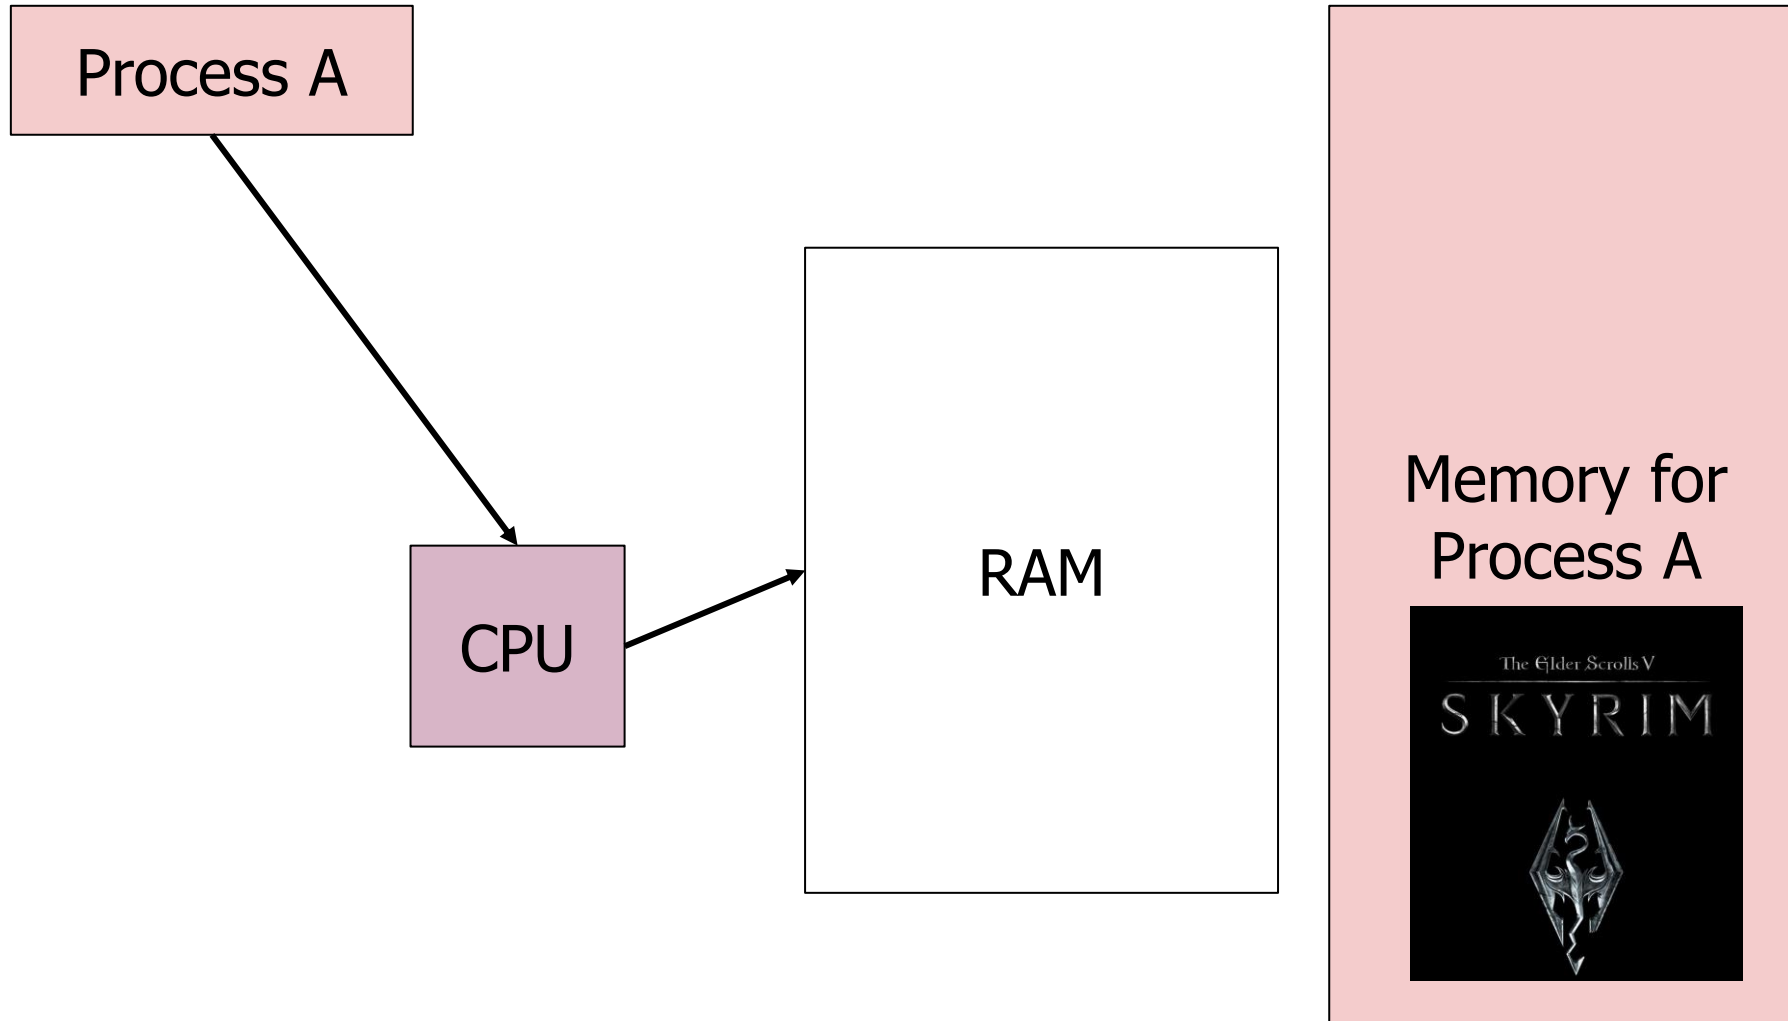 Process A
CPU
RAM
Memory for
Process A
The Elder Scrolls V
SKYRIM